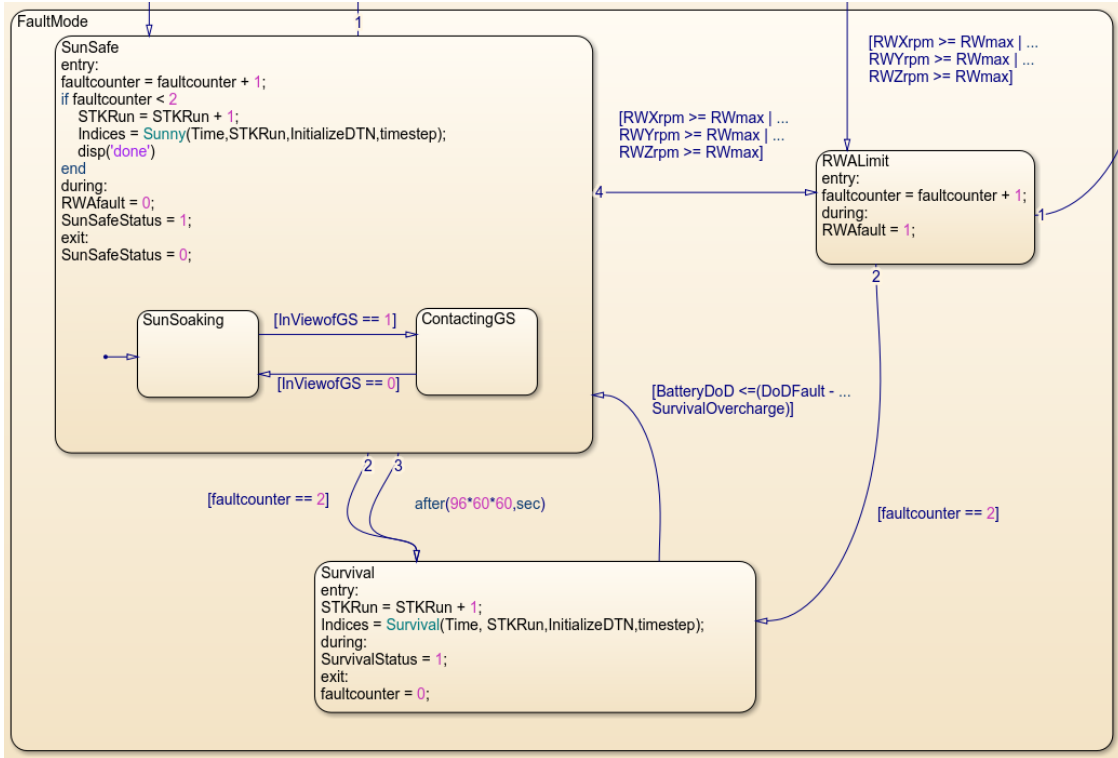 FaultMode
1
SunSafe
entry:
faultcounter = faultcounter + 1;
if faultcounter < 2
STKRun = STKRun + 1;
Indices = Sunny(Time,STKRun,InitializeDTN,timestep);
disp('done')
end
during:
RWAfault = 0;
SunSafeStatus = 1;
exit:
SunSafeStatus = 0;
SunSoaking
[InViewofGS == 1]
ContactingGS
[InViewofGS == 0]
4
[RWXrpm >= RWmax | ...
RWYrpm >= RWmax | ...
RWZrpm >= RWmax]
[RWXrpm >= RWmax | ...
RWYrpm >= RWmax | ...
RWZrpm >= RWmax]
RWALimit
entry:
faultcounter = faultcounter + 1;
during:
RWAfault = 1;
1
2
[BatteryDoD <=(DoDFault - ...
SurvivalOvercharge)]
2
3
[faultcounter == 2]
after(96*60*60,sec)
[faultcounter == 2]
Survival
entry:
STKRun = STKRun + 1;
Indices = Survival(Time, STKRun,InitializeDTN,timestep);
during:
SurvivalStatus = 1;
exit:
faultcounter = 0;